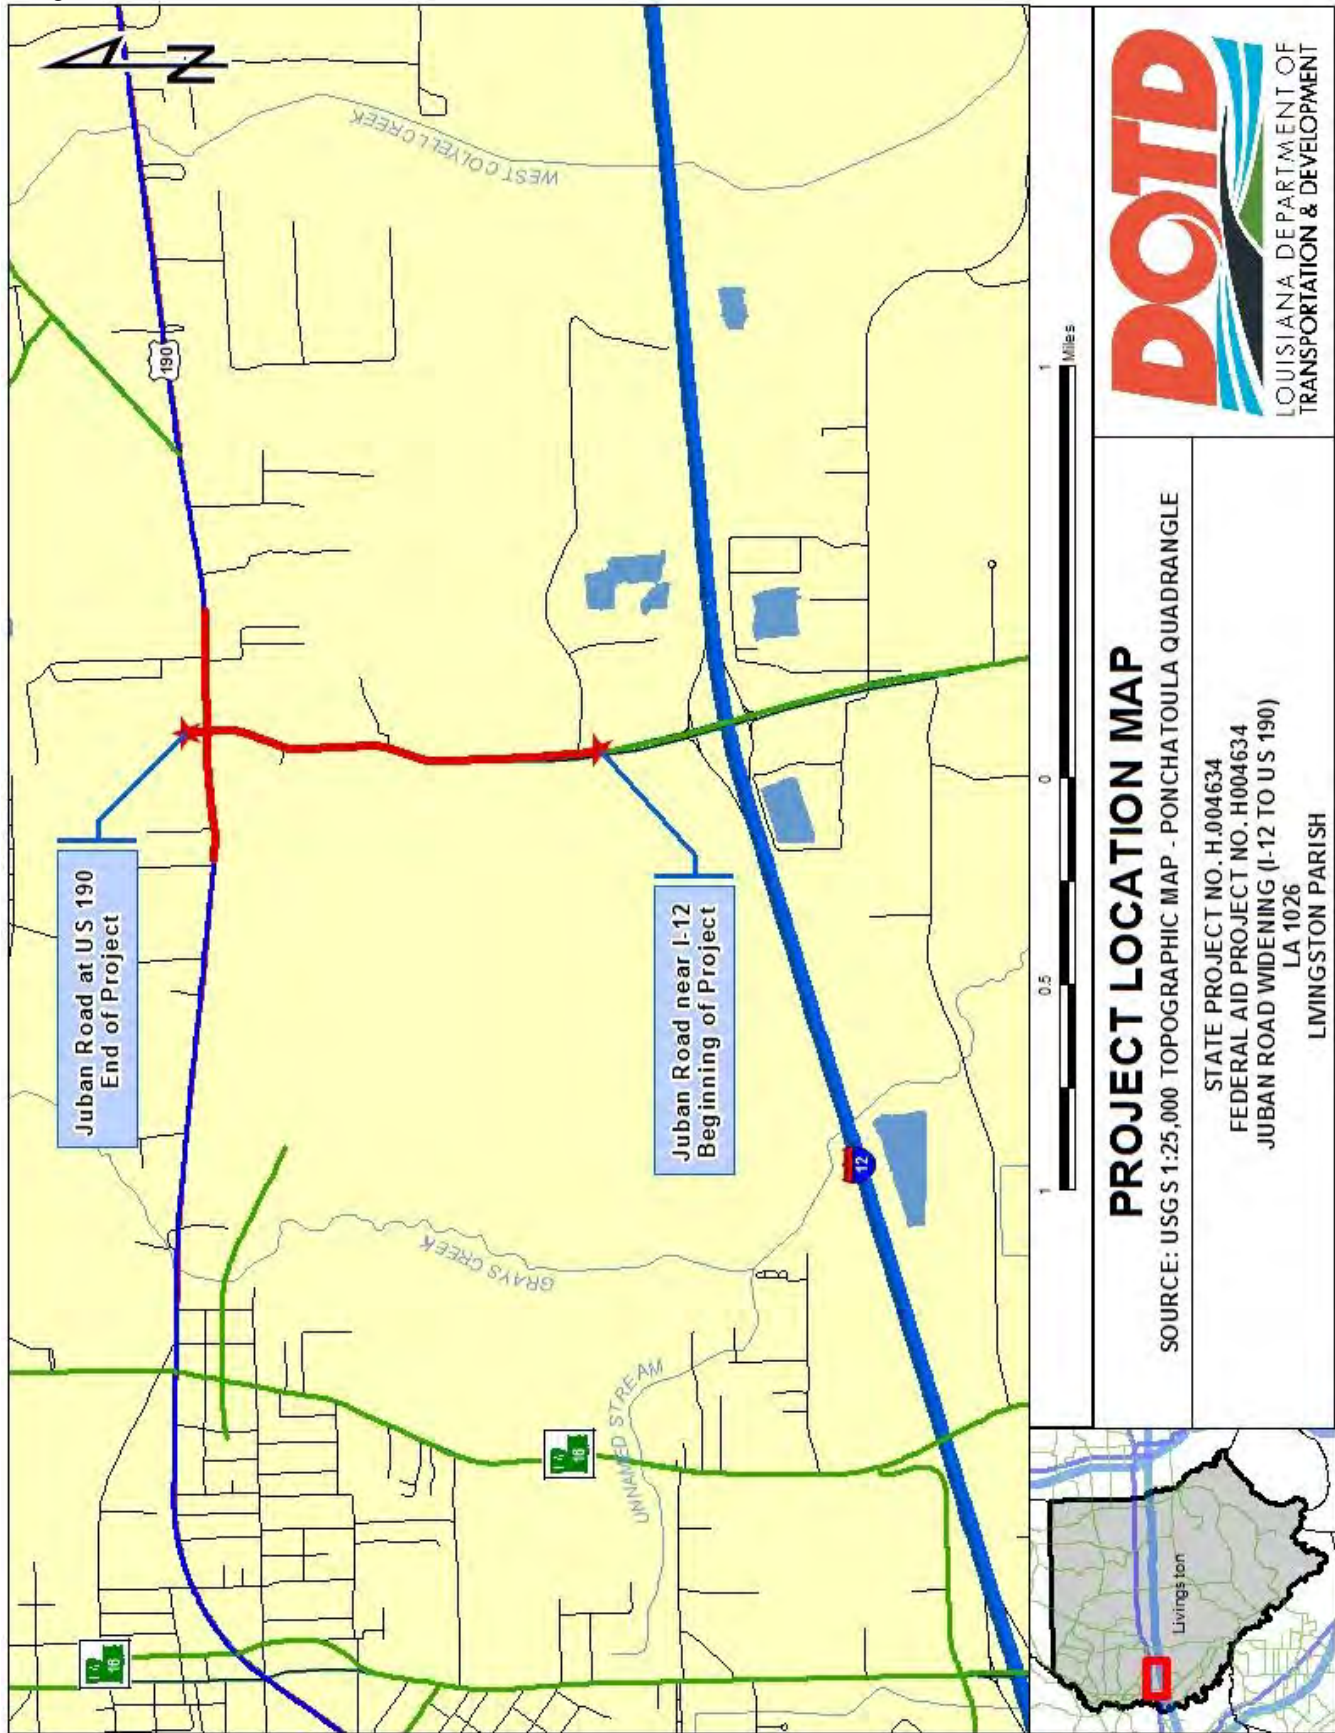 N
WEST COLYELL CREEK
190
Juban Road at US 190
End of Project
Juban Road near I-12
Beginning of Project
GRAYS CREEK
12
UNNAMED STREAM
LA
16
LA
16
1
0.5
0
1
Miles
Livingston
PROJECT LOCATION MAP
SOURCE: USGS 1:25,000 TOPOGRAPHIC MAP - PONCHATOULA QUADRANGLE
STATE PROJECT NO. H.004634
FEDERAL AID PROJECT NO. H004634
JUBAN ROAD WIDENING (I-12 TO US 190)
LA 1026
LIVINGSTON PARISH
DOTD
LOUISIANA DEPARTMENT OF
TRANSPORTATION & DEVELOPMENT